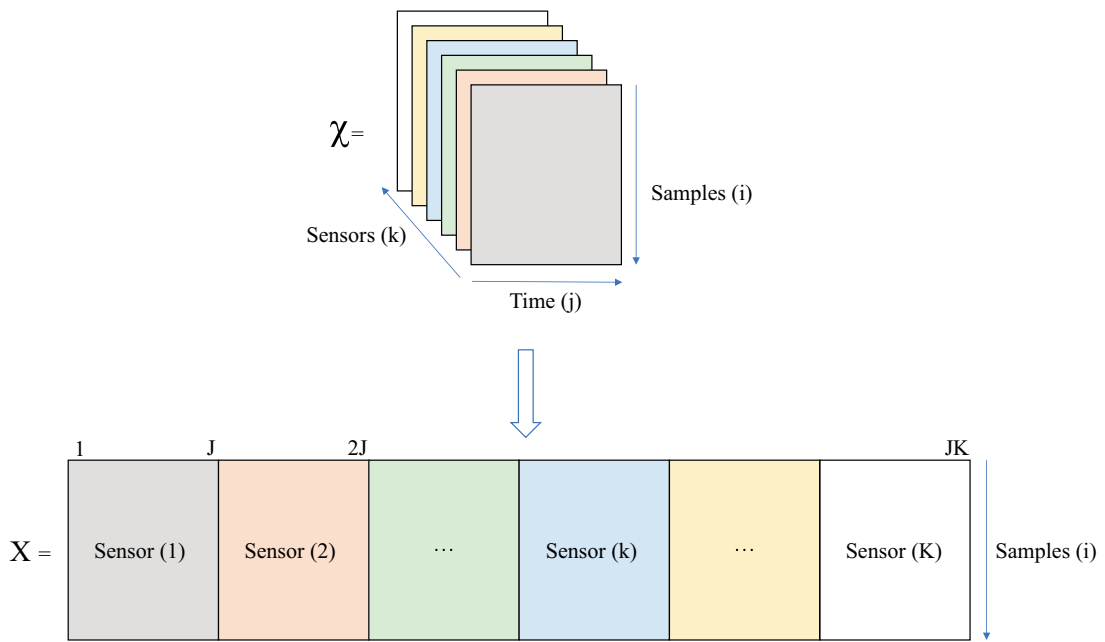 χ=
Samples (i)
Sensors (k)
Time (j)
1 J 2J JK
X = Sensor (1) Sensor (2) ... Sensor (k) ... Sensor (K) Samples (i)